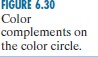 FIGURE 6.30
Color
complements on
the color circle.